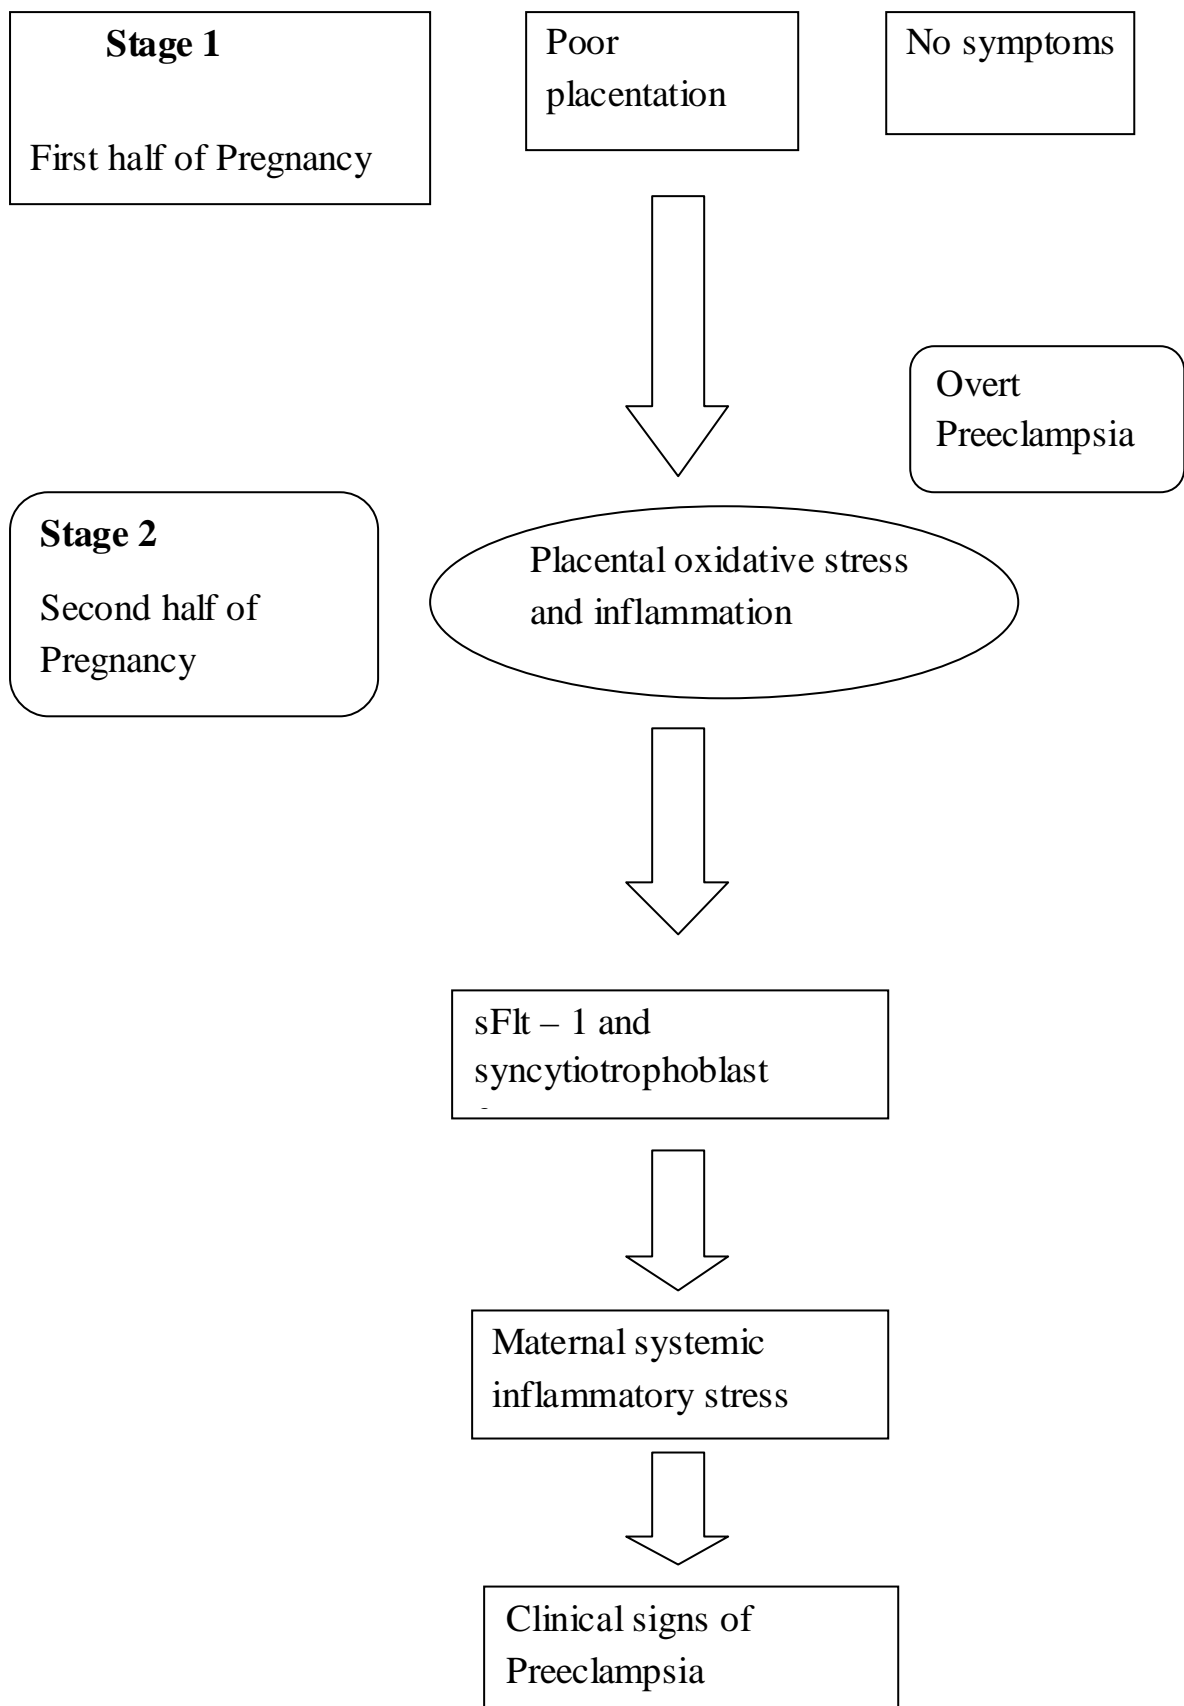 Stage 1
First half of Pregnancy
Poor
placentation
No symptoms
Overt
Preeclampsia
Stage 2
Second half of
Pregnancy
Placental oxidative stress
and inflammation
sFlt – 1 and
syncytiotrophoblast
Maternal systemic
inflammatory stress
Clinical signs of
Preeclampsia